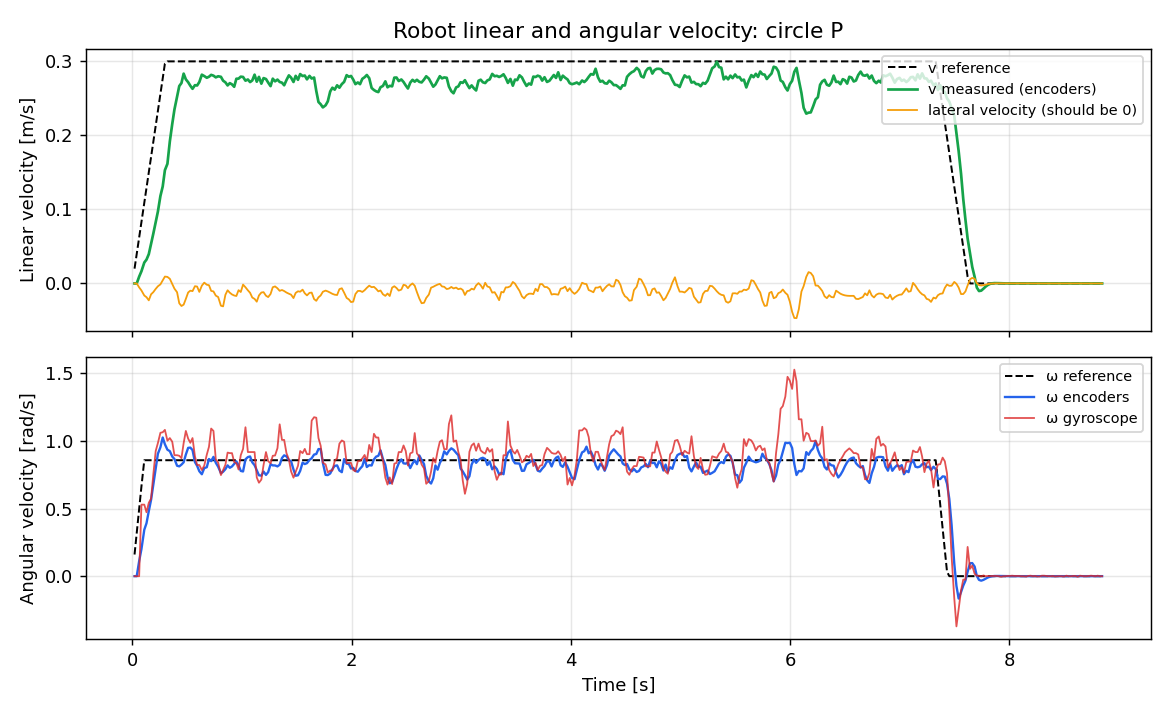 Robot linear and angular velocity: circle P
Linear velocity [m/s]
0.3
0.2
0.1
0.0
v reference
v measured (encoders)
lateral velocity (should be 0)
Angular velocity [rad/s]
1.5
1.0
0.5
0.0
ω reference
ω encoders
ω gyroscope
0
2
4
6
8
Time [s]